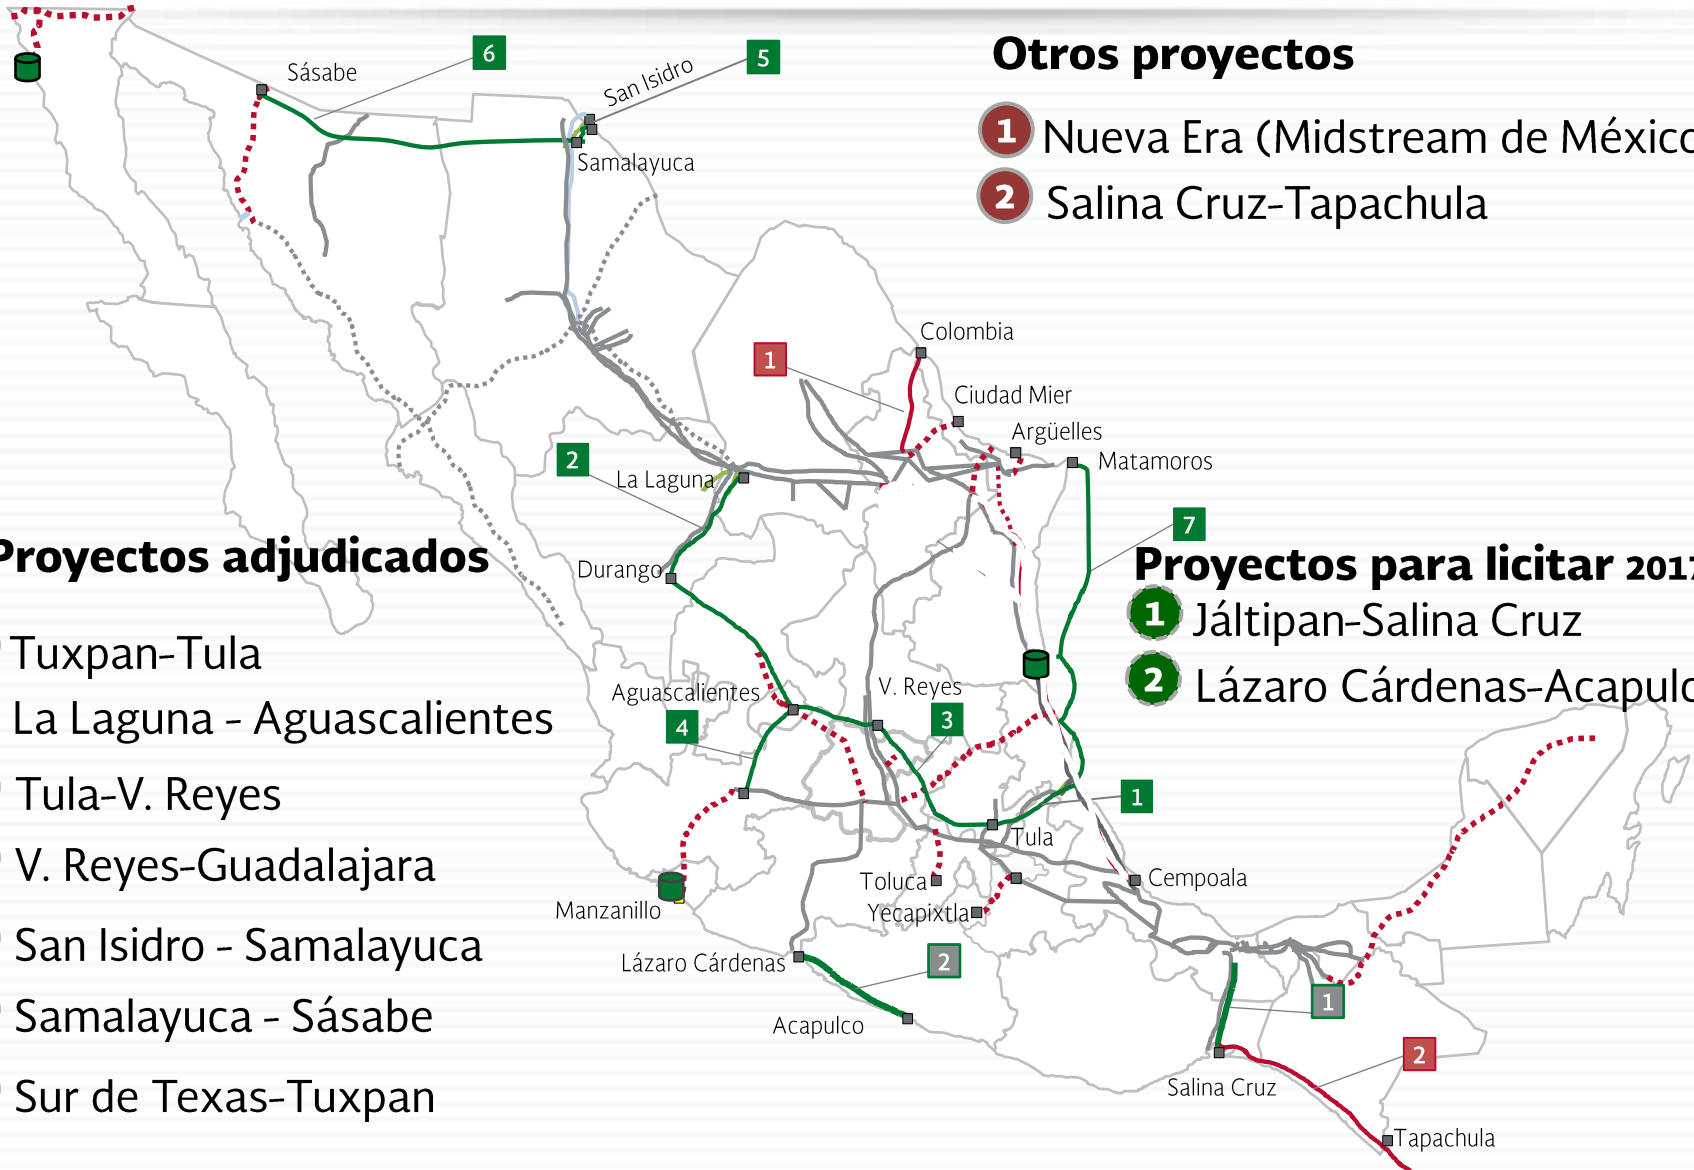 6
5
Sásabe
San Isidro
Samalayuca
Otros proyectos
1 Nueva Era (Midstream de México
2 Salina Cruz-Tapachula
Colombia
1
Ciudad Mier
Argüelles
Matamoros
2
La Laguna
7
Durango
Proyectos adjudicados
Tuxpan-Tula
La Laguna - Aguascalientes
Tula-V. Reyes
V. Reyes-Guadalajara
San Isidro - Samalayuca
Samalayuca - Sásabe
Sur de Texas-Tuxpan
Proyectos para licitar 2017
1 Jáltipan-Salina Cruz
2 Lázaro Cárdenas-Acapulco
Aguascalientes
V. Reyes
4
3
1
Tula
Toluca
Cempoala
Yecapixtla
Manzanillo
Lázaro Cárdenas
2
Acapulco
1
2
Salina Cruz
Tapachula